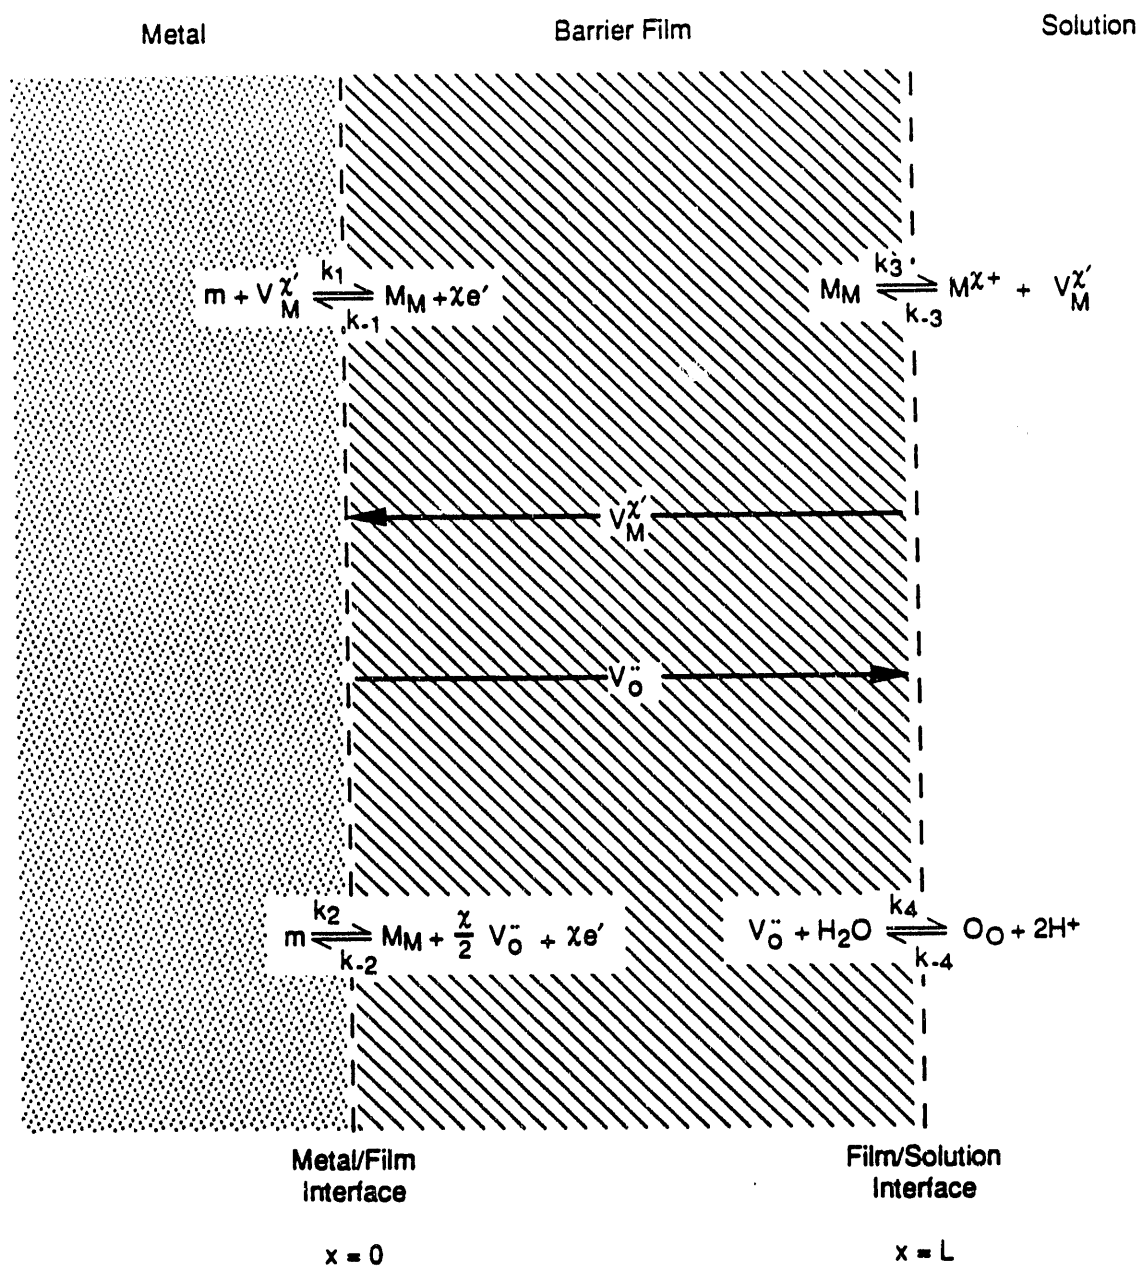 Metal Barrier Film Solution
m + V_M^χ′ ⇌ M_M + χe′ k₁ k₋₁
M_M ⇌ M^χ+ + V_M^χ′ k₃ k₋₃
V_M^χ′
V_O^¨
m ⇌ M_M + χ/2 V_O^¨ + χe′ k₂ k₋₂
V_O^¨ + H₂O ⇌ O_O + 2H⁺ k₄ k₋₄
Metal/Film
Interface
Film/Solution
Interface
x = 0
x = L